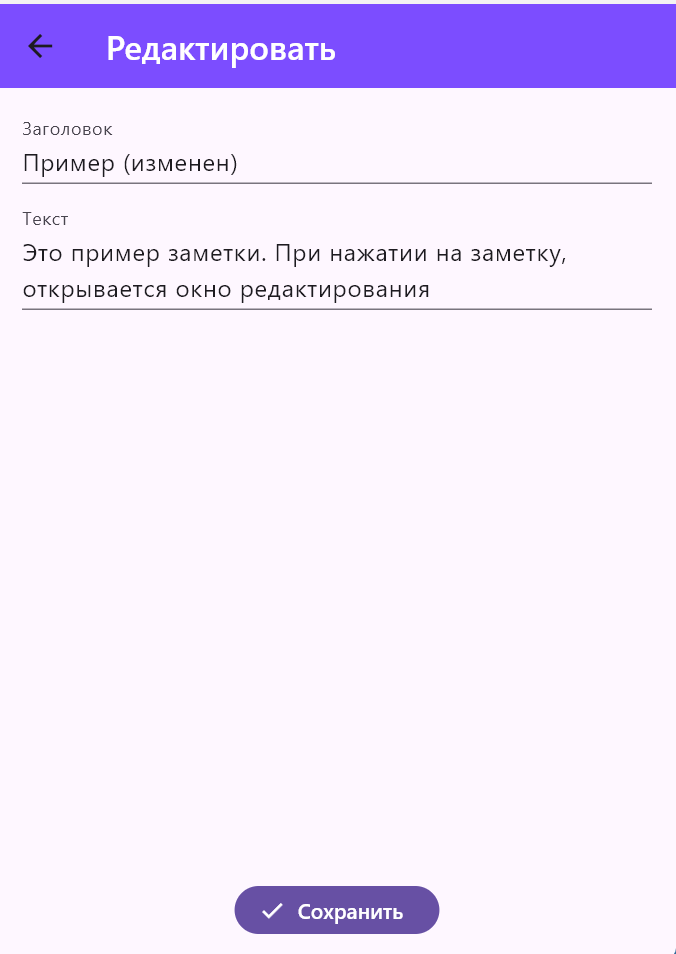 Редактировать
Заголовок
Пример (изменен)
Текст
Это пример заметки. При нажатии на заметку,
открывается окно редактирования
Сохранить